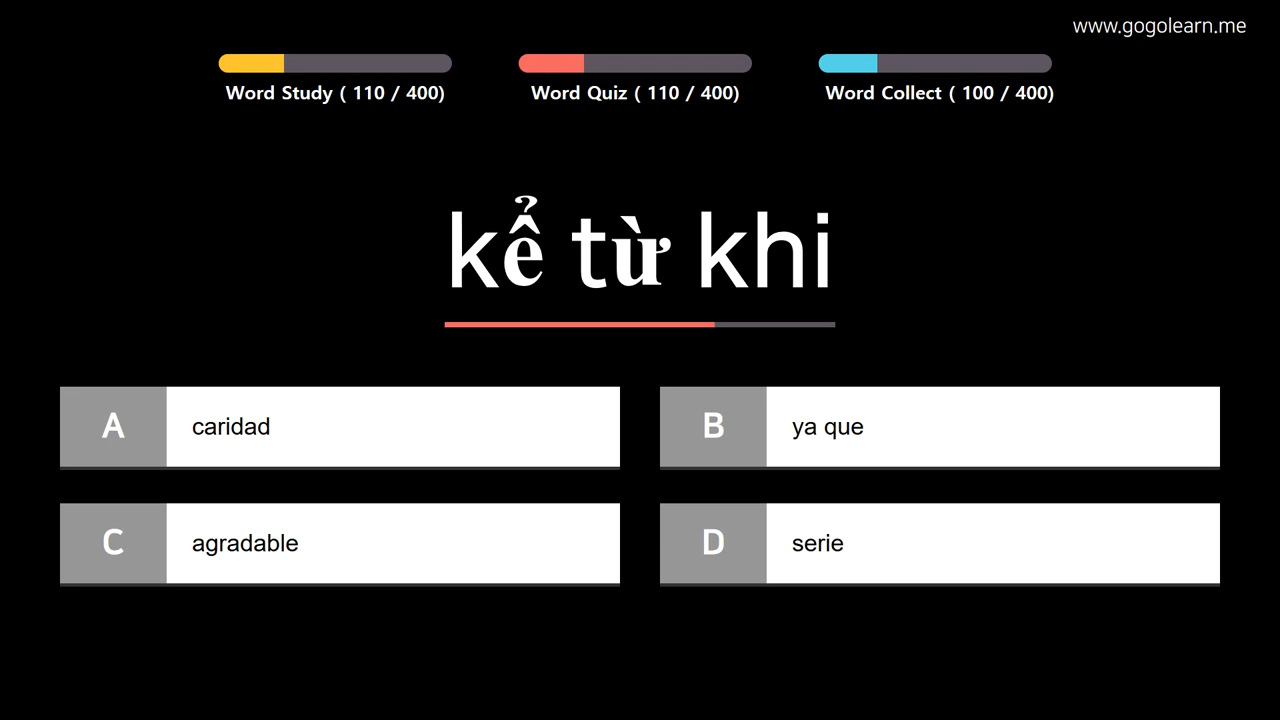 www.gogolearn.me
Word Study ( 110 / 400)
Word Quiz ( 110 / 400)
Word Collect ( 100 / 400)
kể từ khi
A caridad
B ya que
C agradable
D serie